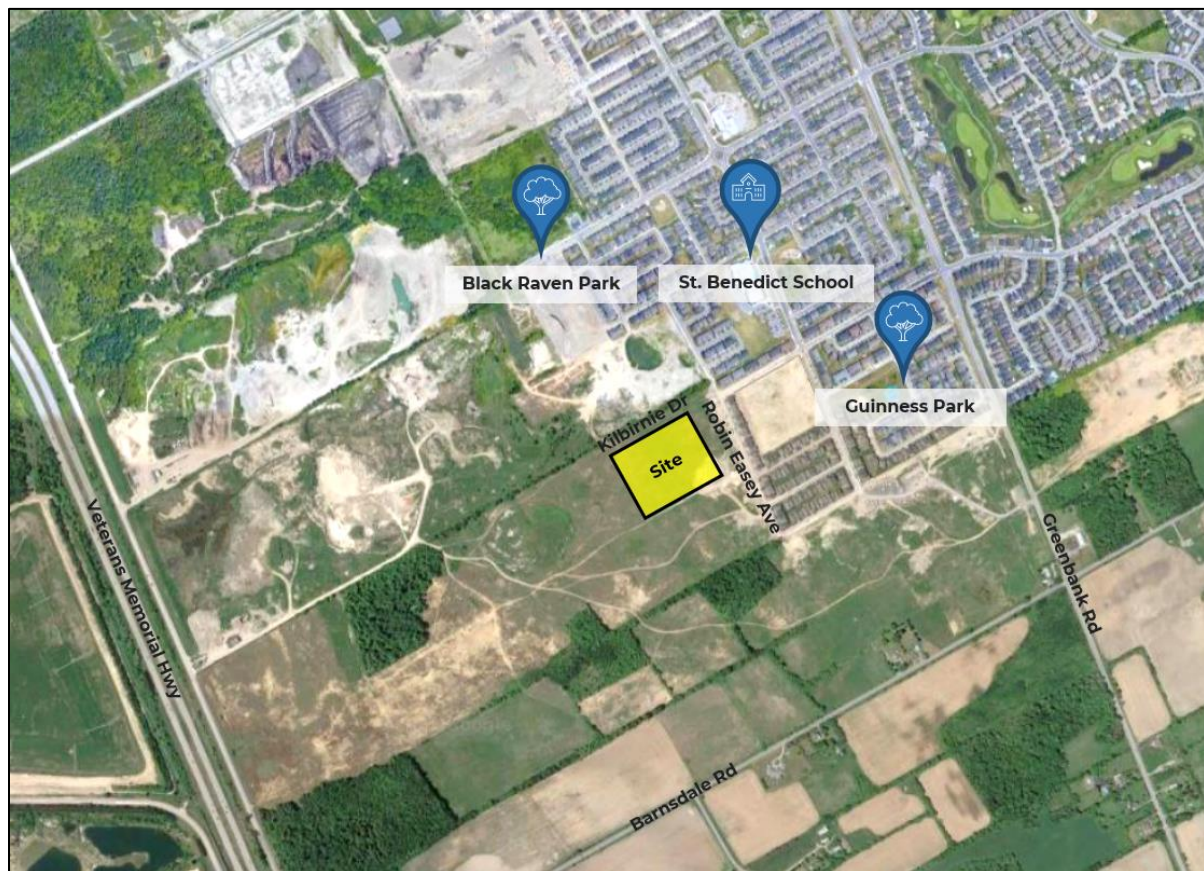 Black Raven Park
St. Benedict School
Guinness Park
Kilbirnie Dr
Robin Easey Ave
Site
Veterans Memorial Hwy
Greenbank Rd
Barnsdale Rd